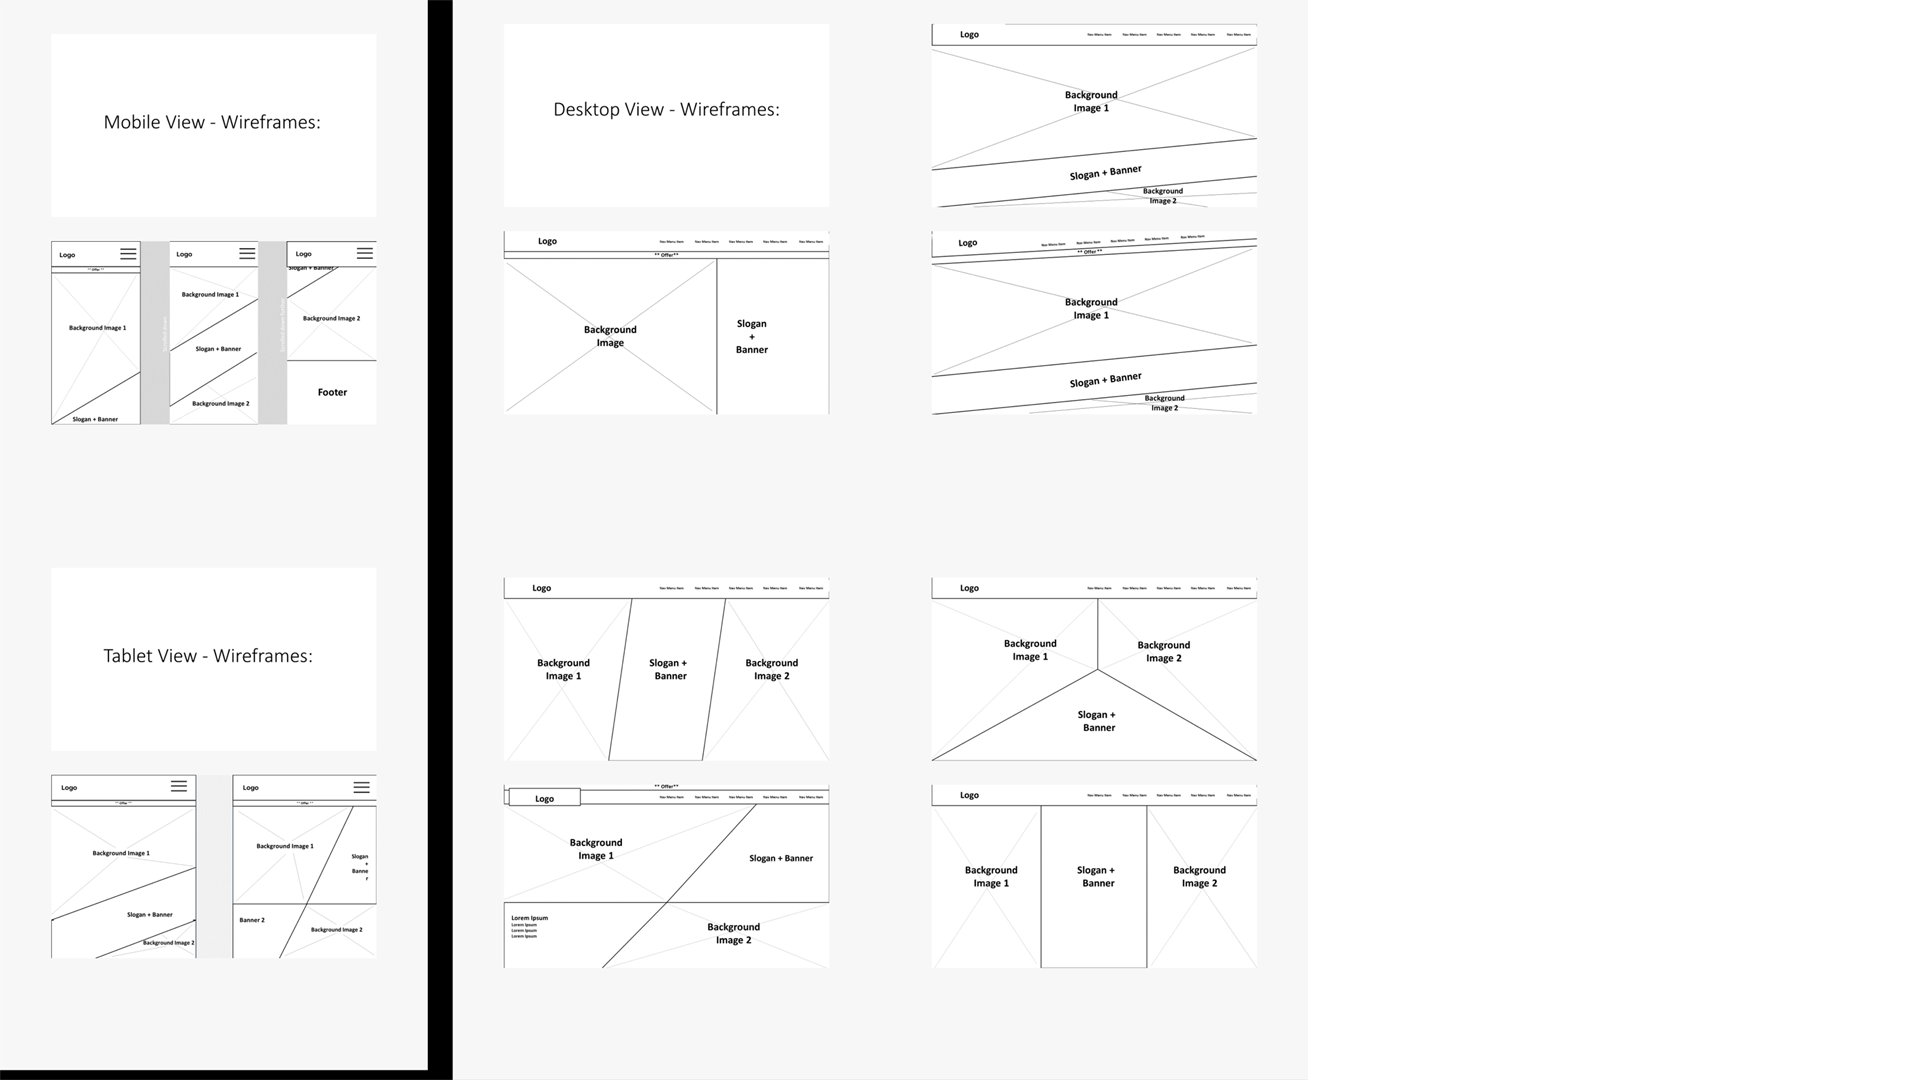 Mobile View - Wireframes:
Logo
** Offer **
Background Image 1
Slogan + Banner
Logo
Background Image 1
Slogan + Banner
Background Image 2
Logo
Slogan + Banner
Background Image 2
Footer
Tablet View - Wireframes:
Logo
** Offer **
Background Image 1
Slogan + Banner
Background Image 2
Logo
** Offer **
Background Image 1
Slogan
+
Banne
r
Banner 2
Background Image 2
Desktop View - Wireframes:
Logo
Nav Menu Item Nav Menu Item Nav Menu Item Nav Menu Item Nav Menu Item
Background
Image 1
Slogan + Banner
Background
Image 2
Logo
Nav Menu Item Nav Menu Item Nav Menu Item Nav Menu Item Nav Menu Item
** Offer**
Background
Image
Slogan
+
Banner
Logo
Nav Menu Item Nav Menu Item Nav Menu Item Nav Menu Item Nav Menu Item
** Offer**
Background
Image 1
Slogan + Banner
Background
Image 2
Logo
Nav Menu Item Nav Menu Item Nav Menu Item Nav Menu Item Nav Menu Item
Background
Image 1
Slogan +
Banner
Background
Image 2
Logo
Nav Menu Item Nav Menu Item Nav Menu Item Nav Menu Item Nav Menu Item
Background
Image 1
Background
Image 2
Slogan +
Banner
** Offer**
Logo
Nav Menu Item Nav Menu Item Nav Menu Item Nav Menu Item Nav Menu Item
Background
Image 1
Slogan + Banner
Lorem Ipsum
Lorem Ipsum
Lorem Ipsum
Lorem Ipsum
Background
Image 2
Logo
Nav Menu Item Nav Menu Item Nav Menu Item Nav Menu Item Nav Menu Item
Background
Image 1
Slogan +
Banner
Background
Image 2